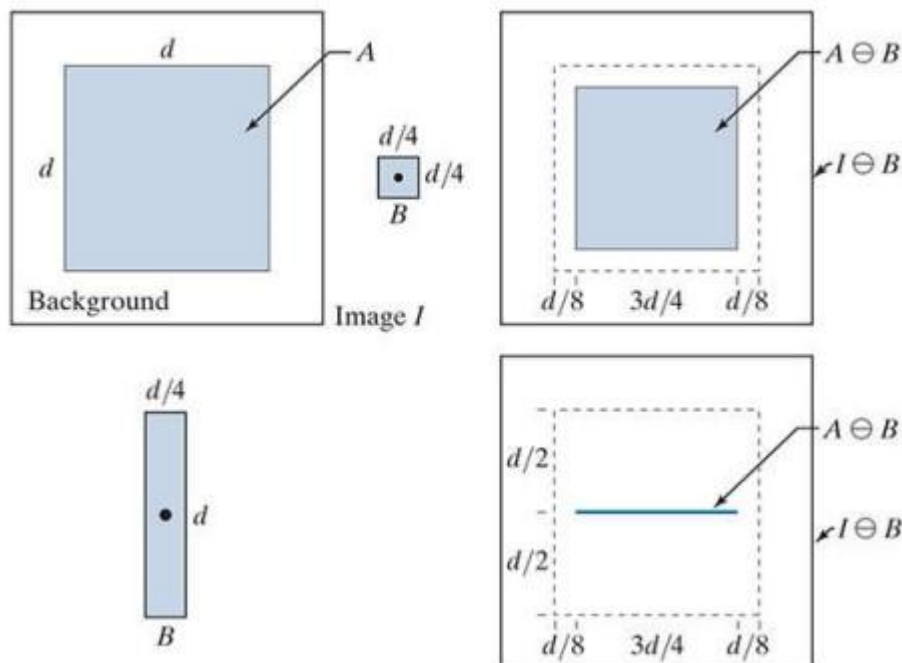 d
A
d
d/4
d/4
B
Background
Image I
A ⊖ B
I ⊖ B
d/8
3d/4
d/8
d/4
d
B
d/2
d/2
A ⊖ B
I ⊖ B
d/8
3d/4
d/8